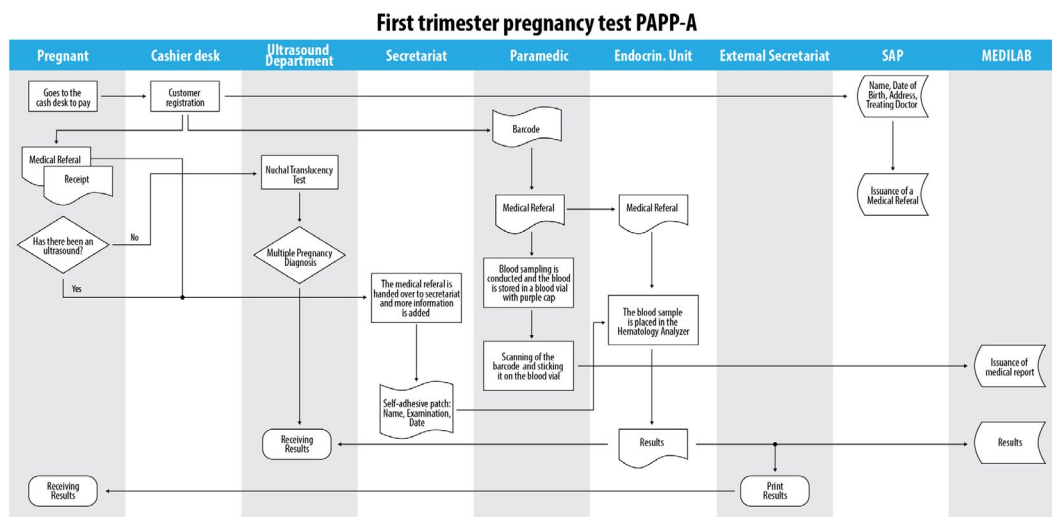 First trimester pregnancy test PAPP-A
Pregnant
Cashier desk
Ultrasound
Department
Secretariat
Paramedic
Endocrin. Unit
External Secretariat
SAP
MEDILAB
Goes to the
cash desk to pay
Customer
registration
Name, Date of
Birth, Address,
Treating Doctor
Barcode
Medical Referal
Receipt
Nuchal Translucency
Test
Issuance of a
Medical Referal
Medical Referal
Medical Referal
Has there been an
ultrasound?
No
Multiple Pregnancy
Diagnosis
Yes
Blood sampling is
conducted and the blood
is stored in a blood vial
with purple cap
The medical referal is
handed over to secretariat
and more information
is added
The blood sample
is placed in the
Hematology Analyzer
Scanning of the
barcode and sticking
it on the blood vial
Issuance of
medical report
Self-adhesive patch:
Name, Examination,
Date
Receiving
Results
Results
Results
Receiving
Results
Print
Results